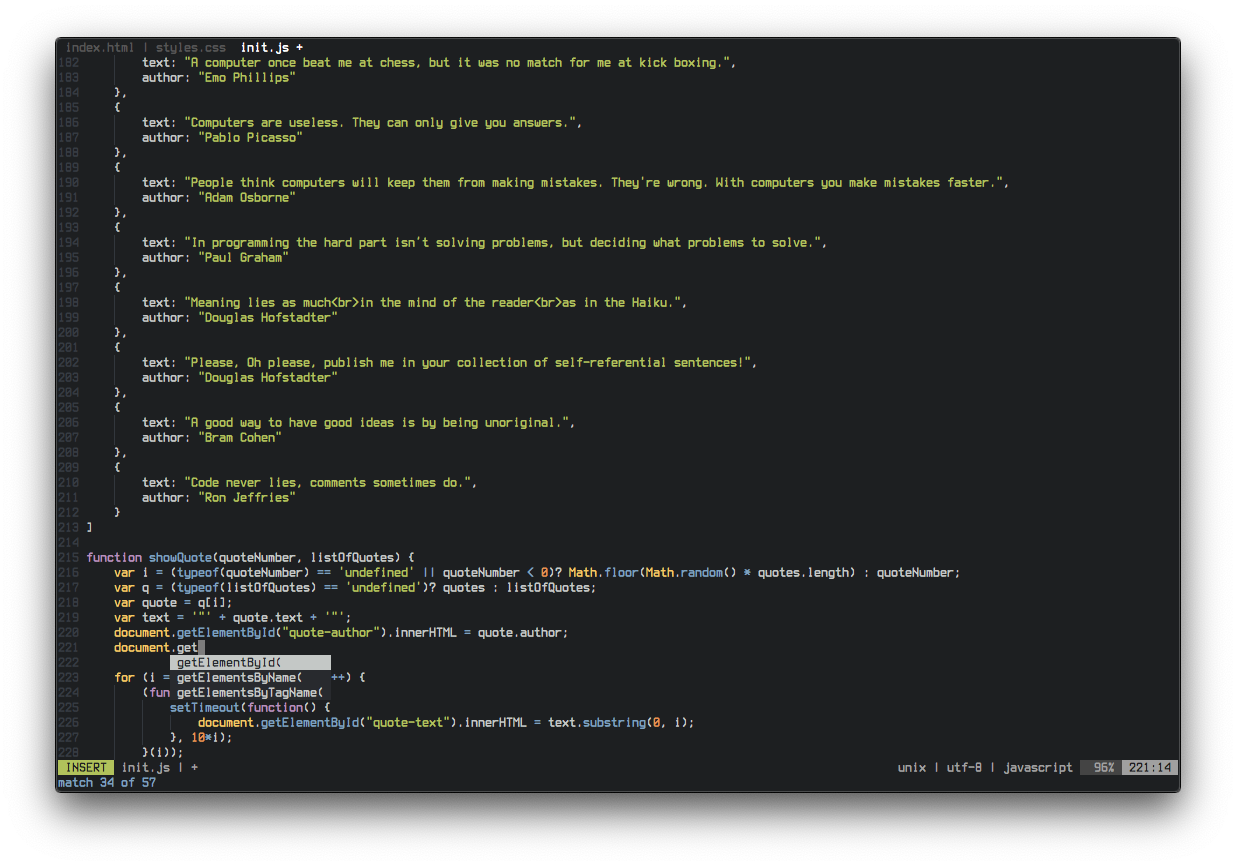 index.html | styles.css  init.js +
182         text: "A computer once beat me at chess, but it was no match for me at kick boxing.",
183         author: "Emo Phillips"
184     },
185     {
186         text: "Computers are useless. They can only give you answers.",
187         author: "Pablo Picasso"
188     },
189     {
190         text: "People think computers will keep them from making mistakes. They're wrong. With computers you make mistakes faster.",
191         author: "Adam Osborne"
192     },
193     {
194         text: "In programming the hard part isn't solving problems, but deciding what problems to solve.",
195         author: "Paul Graham"
196     },
197     {
198         text: "Meaning lies as much<br>in the mind of the reader<br>as in the Haiku.",
199         author: "Douglas Hofstadter"
200     },
201     {
202         text: "Please, Oh please, publish me in your collection of self-referential sentences!",
203         author: "Douglas Hofstadter"
204     },
205     {
206         text: "A good way to have good ideas is by being unoriginal.",
207         author: "Bram Cohen"
208     },
209     {
210         text: "Code never lies, comments sometimes do.",
211         author: "Ron Jeffries"
212     }
213 ]
214
215 function showQuote(quoteNumber, listOfQuotes) {
216     var i = (typeof(quoteNumber) == 'undefined' || quoteNumber < 0)? Math.floor(Math.random() * quotes.length) : quoteNumber;
217     var q = (typeof(listOfQuotes) == 'undefined')? quotes : listOfQuotes;
218     var quote = q[i];
219     var text = '"' + quote.text + '"';
220     document.getElementById("quote-author").innerHTML = quote.author;
221     document.get
222             getElementById(
223     for (i = getElementsByName(    ++) {
224         (fun getElementsByTagName(
225             setTimeout(function() {
226                 document.getElementById("quote-text").innerHTML = text.substring(0, i);
227             }, 10*i);
228         }(i));
INSERT init.js | +    unix | utf-8 | javascript    96%  221:14
match 34 of 57